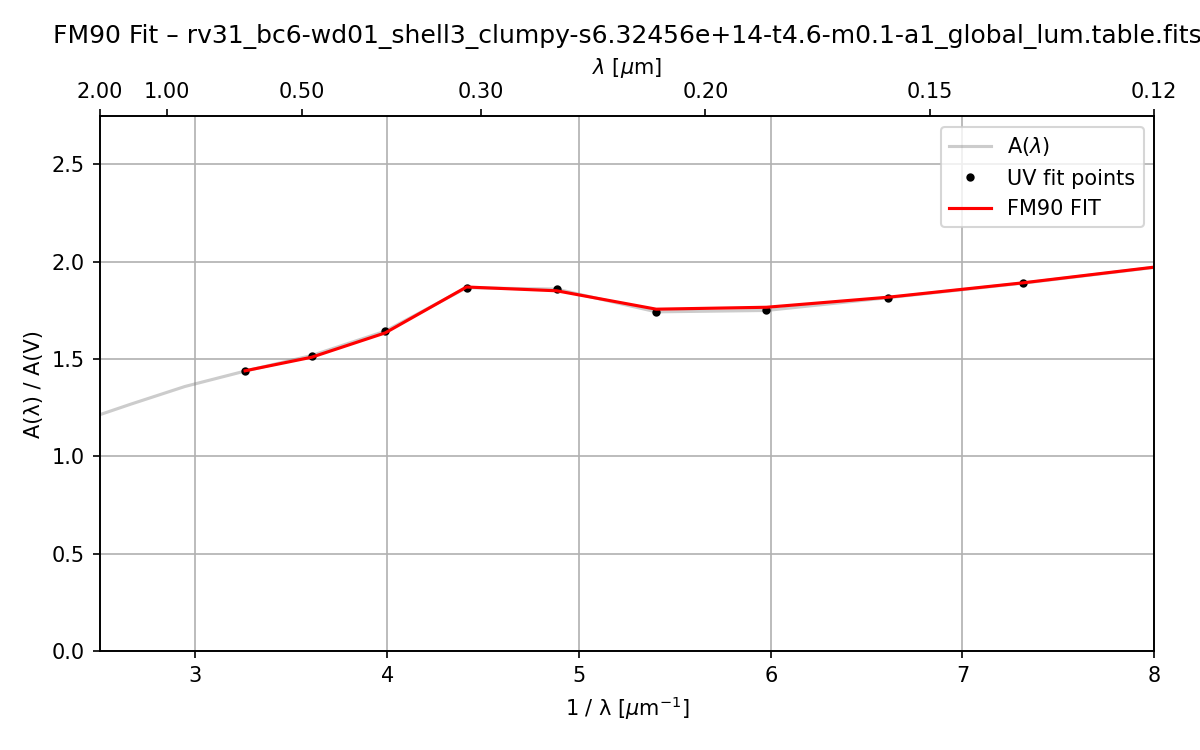 FM90 Fit – rv31_bc6-wd01_shell3_clumpy-s6.32456e+14-t4.6-m0.1-a1_global_lum.table.fits
λ [μm]
2.00 1.00 0.50 0.30 0.20 0.15 0.12
A(λ)
UV fit points
FM90 FIT
A(λ) / A(V)
2.5
2.0
1.5
1.0
0.5
0.0
3 4 5 6 7 8
1 / λ [μm⁻¹]